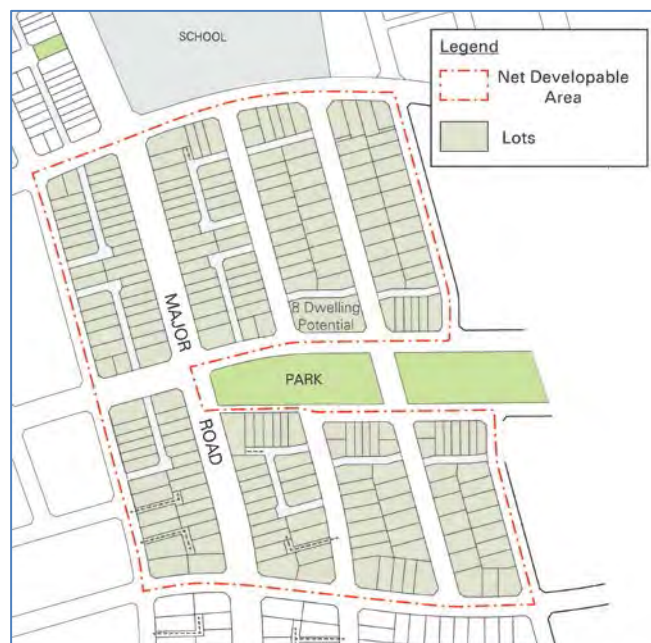 SCHOOL
Legend
Net Developable
Area
Lots
MAJOR
8 Dwelling
Potential
PARK
ROAD